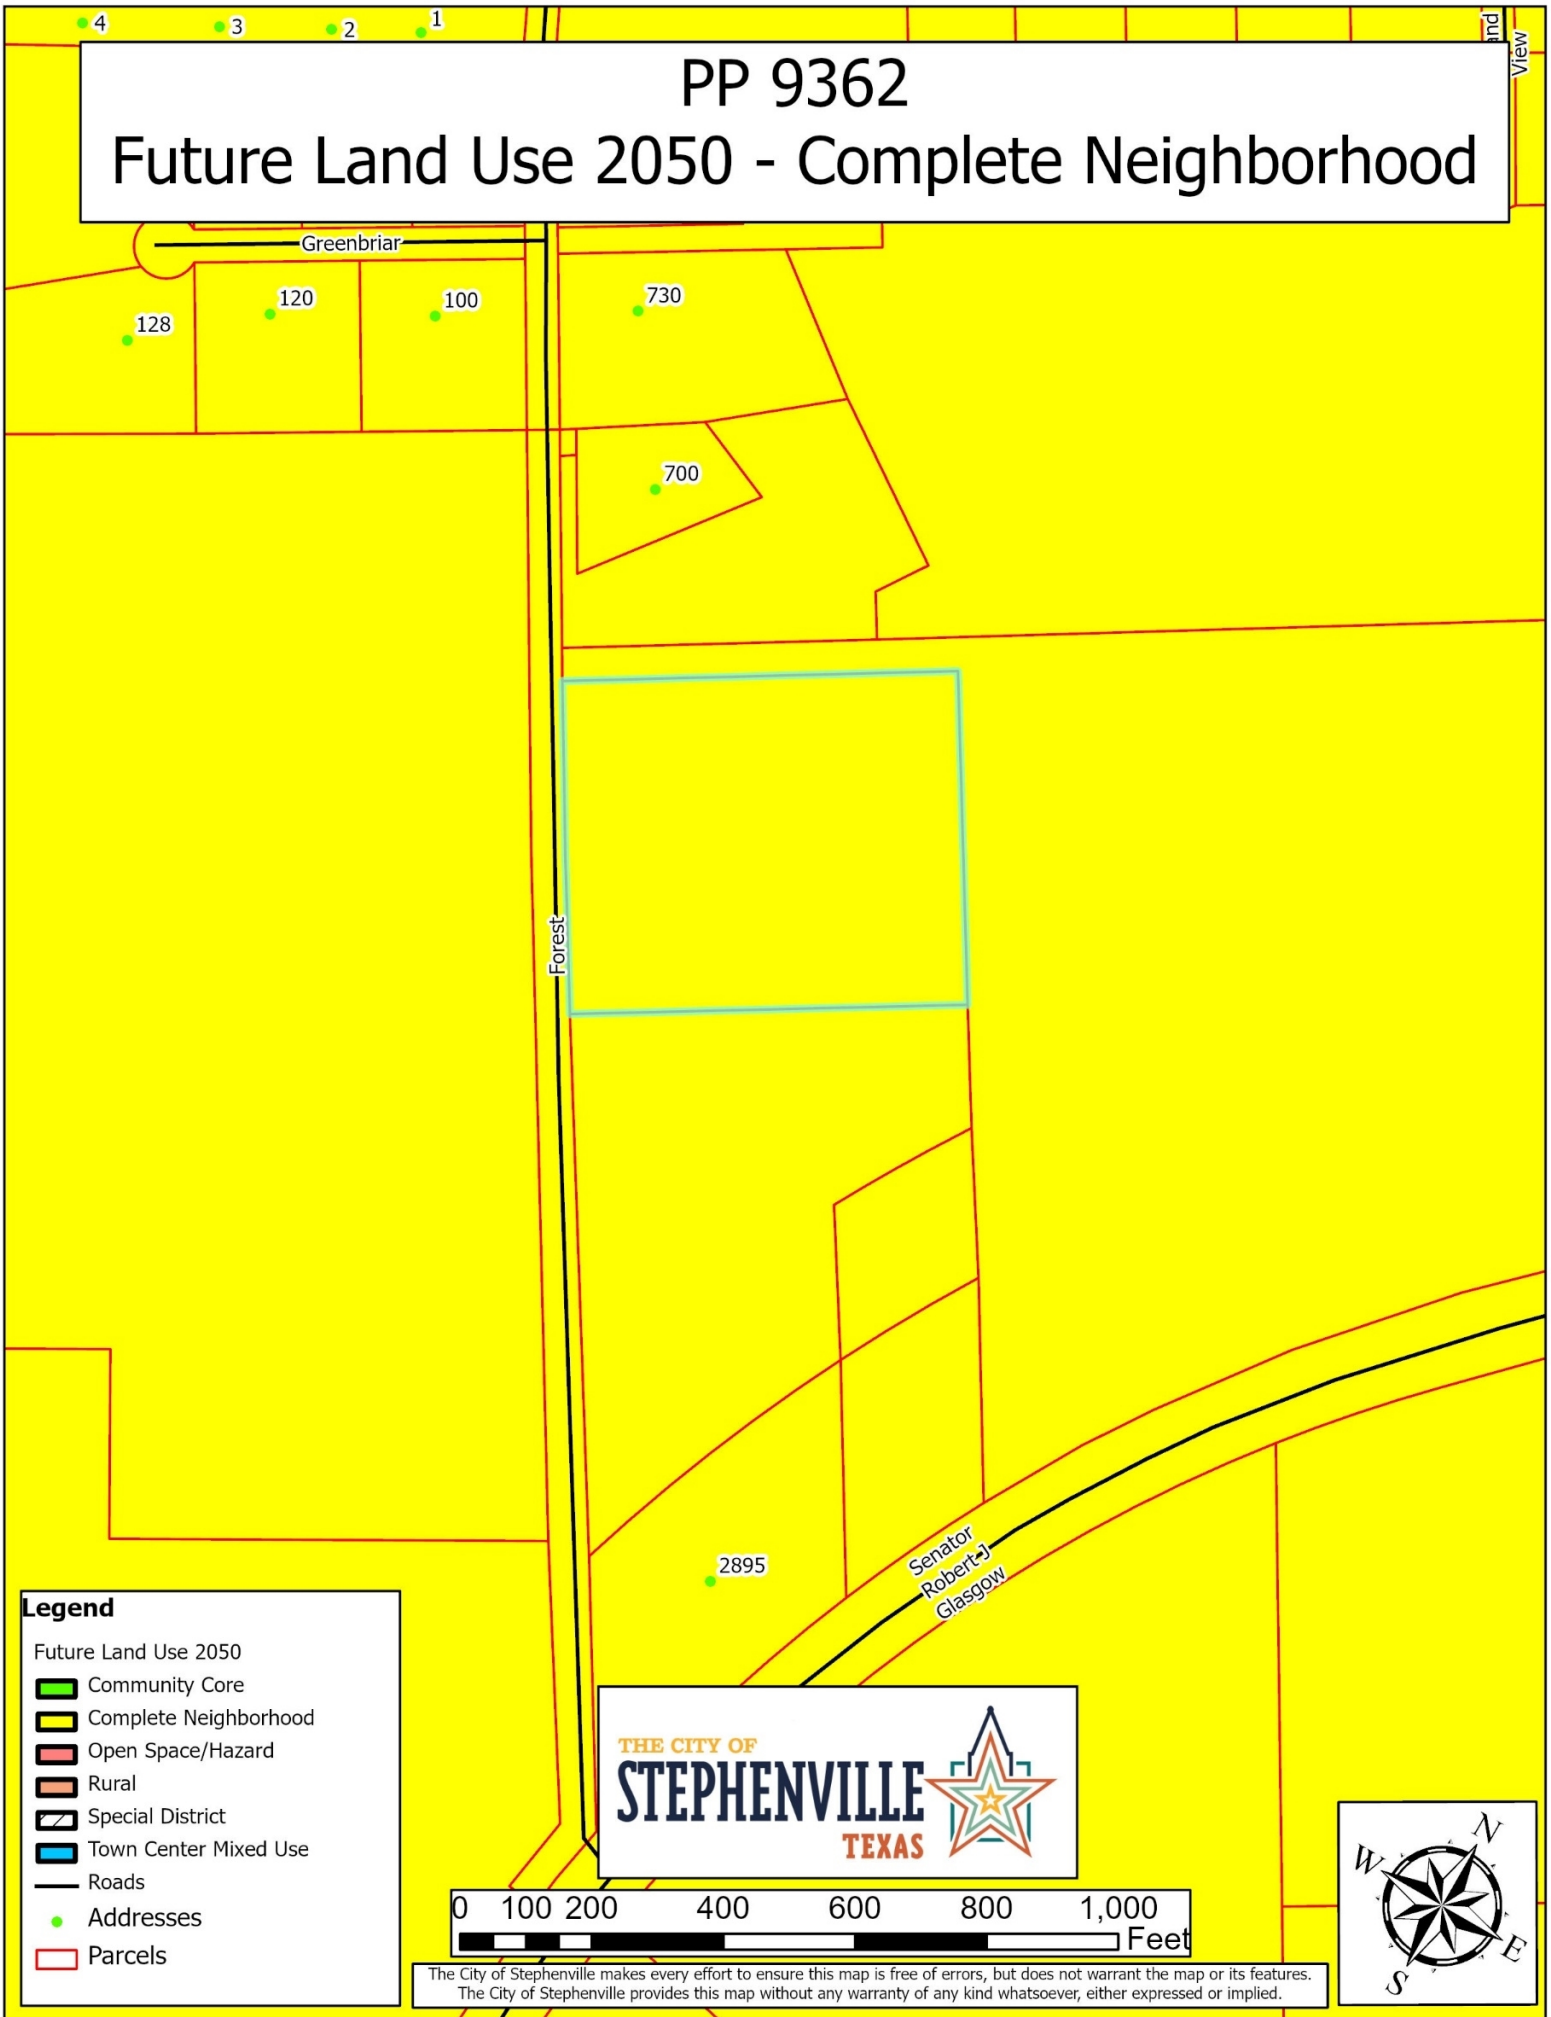 4
3
2
1
and
View
PP 9362
Future Land Use 2050 - Complete Neighborhood
Greenbriar
128
120
100
730
700
Forest
2895
Senator
Robert J
Glasgow
Legend
Future Land Use 2050
Community Core
Complete Neighborhood
Open Space/Hazard
Rural
Special District
Town Center Mixed Use
Roads
Addresses
Parcels
THE CITY OF
STEPHENVILLE
TEXAS
0 100 200 400 600 800 1,000
Feet
N
W
E
S
The City of Stephenville makes every effort to ensure this map is free of errors, but does not warrant the map or its features.
The City of Stephenville provides this map without any warranty of any kind whatsoever, either expressed or implied.